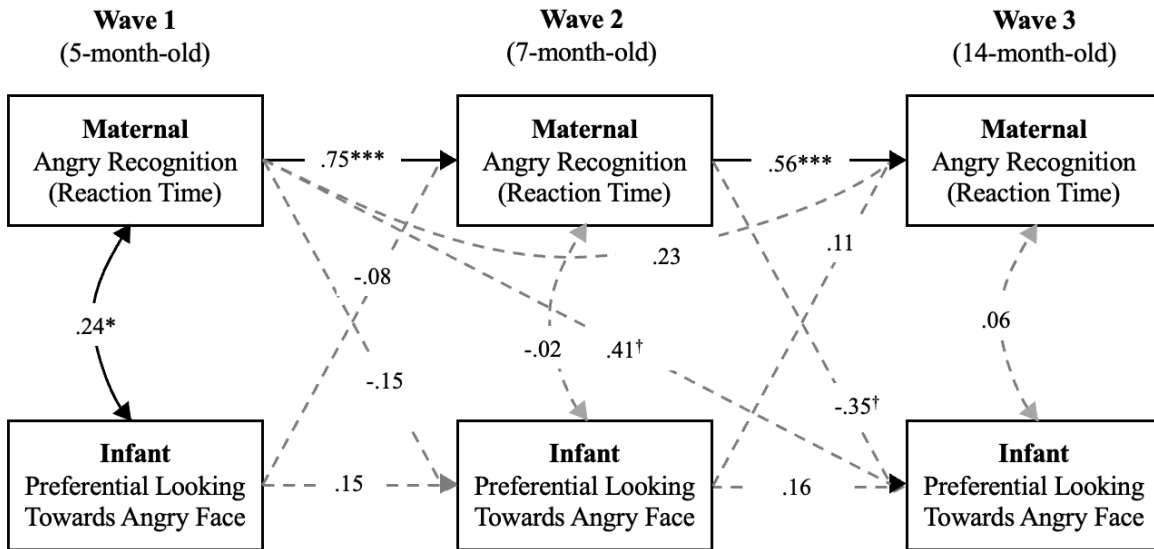 Wave 1
(5-month-old)
Wave 2
(7-month-old)
Wave 3
(14-month-old)
Maternal
Angry Recognition
(Reaction Time)
.75***
Maternal
Angry Recognition
(Reaction Time)
.56***
Maternal
Angry Recognition
(Reaction Time)
.23
.11
-.08
.24*
-.02
.41†
.06
-.15
-.35†
Infant
Preferential Looking
Towards Angry Face
.15
Infant
Preferential Looking
Towards Angry Face
.16
Infant
Preferential Looking
Towards Angry Face